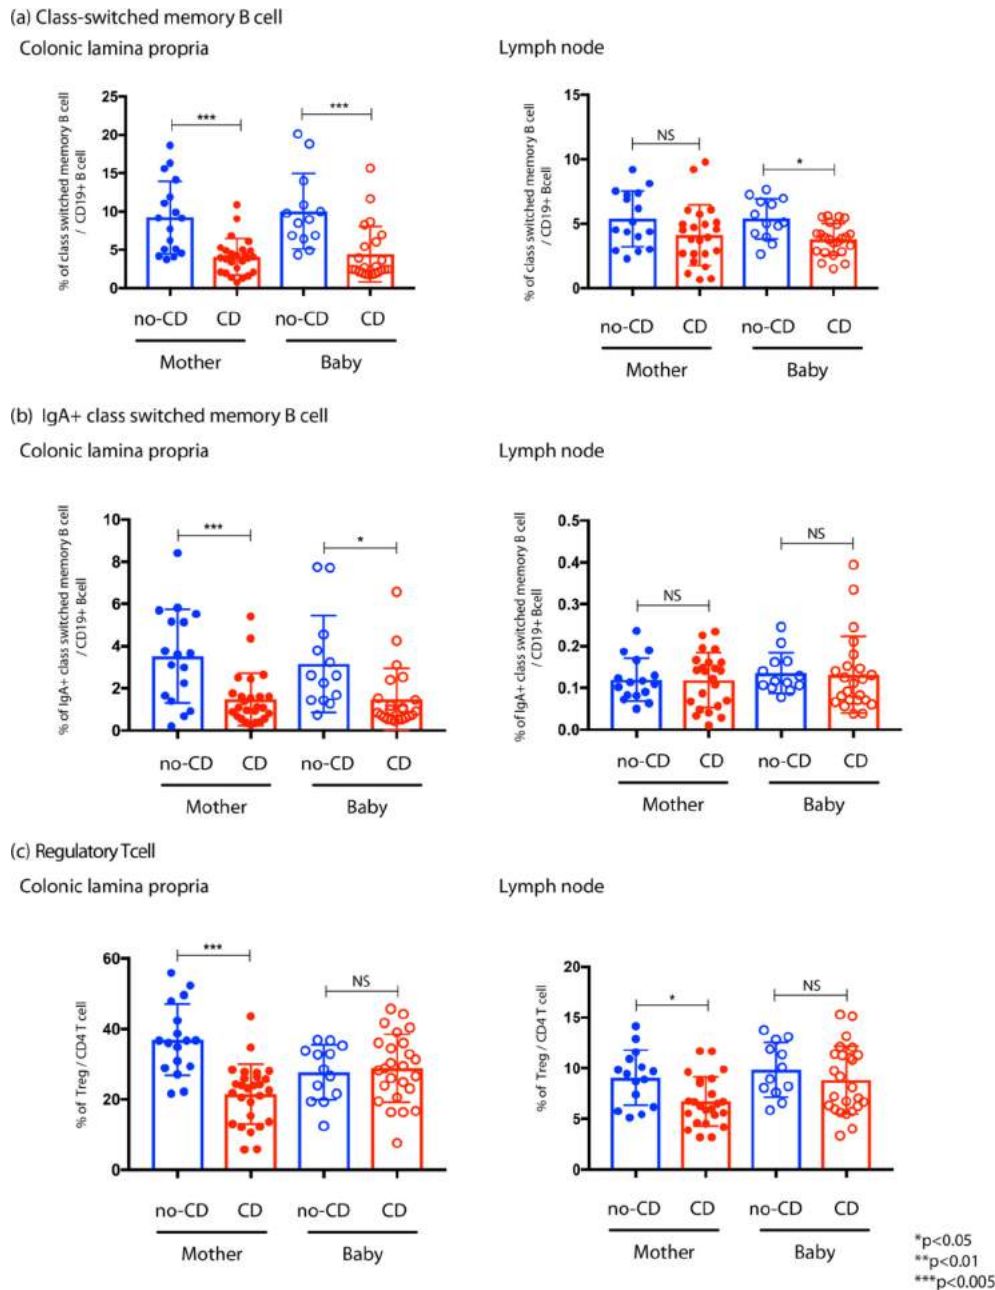 (a) Class-switched memory B cell
Colonic lamina propria
Lymph node
% of class switched memory B cell
/ CD19+ B cell
25
20
15
10
5
0
***
***
no-CD CD no-CD CD
Mother Baby
% of class switched memory B cell
/ CD19+ Bcell
15
10
5
0
NS
*
no-CD CD no-CD CD
Mother Baby
(b) IgA+ class switched memory B cell
Colonic lamina propria
Lymph node
% of IgA+ class switched memory B cell
/ CD19+ Bcell
10
8
6
4
2
0
***
*
no-CD CD no-CD CD
Mother Baby
% of IgA+ class switched memory B cell
/ CD19+ Bcell
0.5
0.4
0.3
0.2
0.1
0.0
NS
NS
no-CD CD no-CD CD
Mother Baby
(c) Regulatory Tcell
Colonic lamina propria
Lymph node
% of Treg / CD4 T cell
60
40
20
0
***
NS
no-CD CD no-CD CD
Mother Baby
% of Treg / CD4 T cell
20
15
10
5
0
*
NS
no-CD CD no-CD CD
Mother Baby
*p<0.05
**p<0.01
***p<0.005